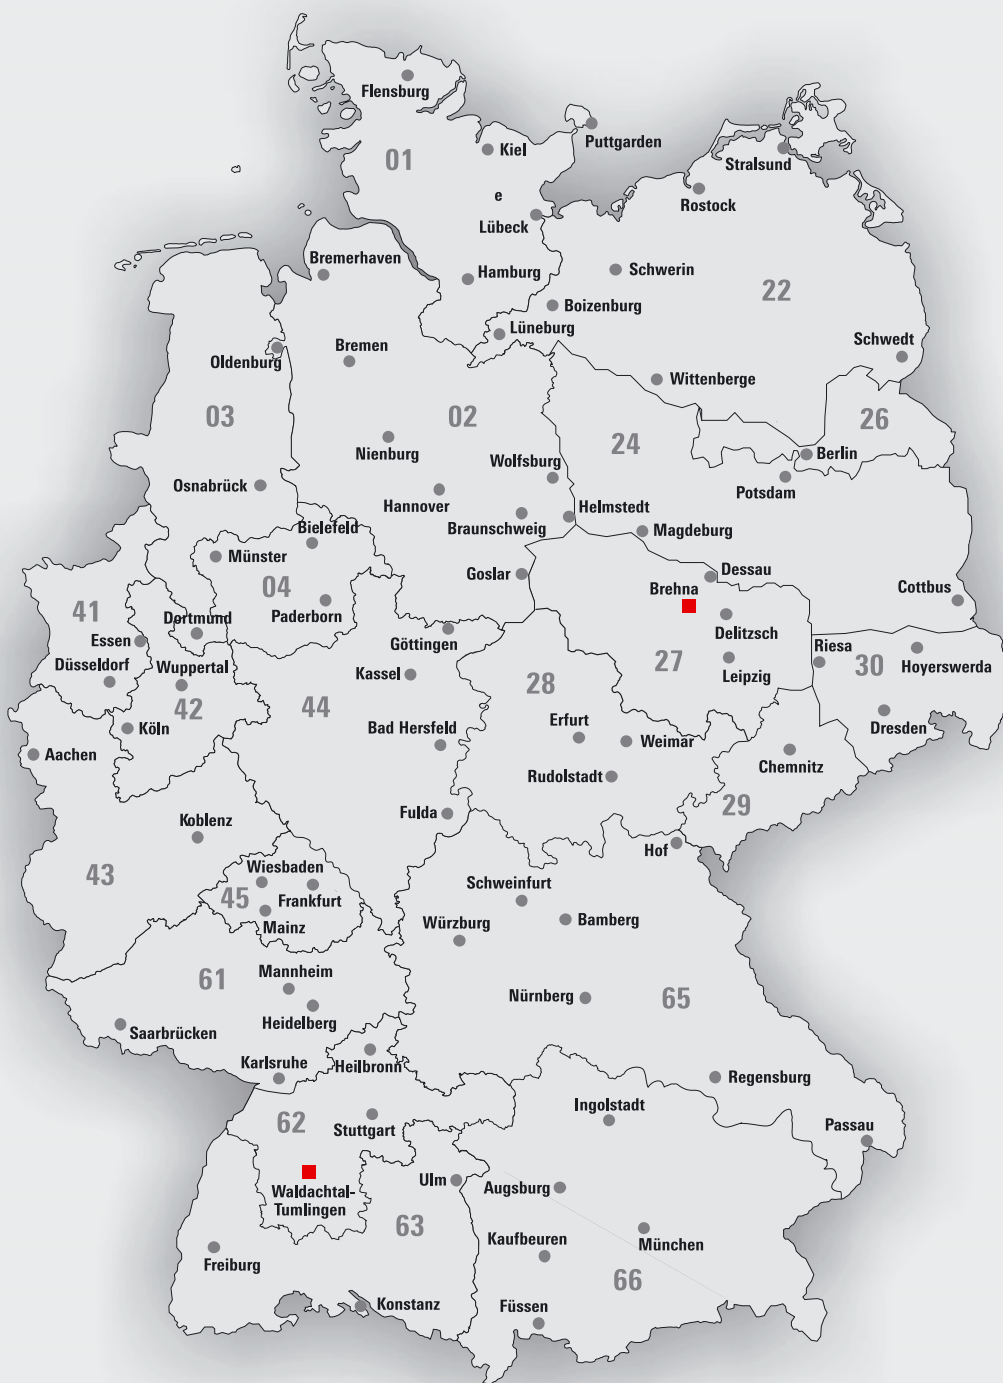 Flensburg
Puttgarden
Kiel
01
Stralsund
e
Rostock
Lübeck
Bremerhaven
Hamburg
Schwerin
22
Boizenburg
Lüneburg
Schwedt
Oldenburg
Bremen
Wittenberge
03
02
26
24
Nienburg
Berlin
Wolfsburg
Osnabrück
Potsdam
Hannover
Helmstedt
Braunschweig
Bielefeld
Magdeburg
Münster
Goslar
Dessau
04
Brehna
Cottbus
41
Paderborn
Dortmund
Delitzsch
Essen
Göttingen
Riesa
Düsseldorf
Wuppertal
27
30
Hoyerswerda
Kassel
28
Leipzig
42
44
Erfurt
Köln
Bad Hersfeld
Dresden
Weimar
Aachen
Chemnitz
Rudolstadt
29
Fulda
Koblenz
Hof
43
Wiesbaden
Schweinfurt
45
Frankfurt
Mainz
Bamberg
Würzburg
61
Mannheim
Nürnberg
65
Saarbrücken
Heidelberg
Karlsruhe
Heilbronn
Regensburg
Ingolstadt
62
Stuttgart
Passau
Ulm
Augsburg
Waldachtal-
Tumlingen
63
Kaufbeuren
München
Freiburg
66
Konstanz
Füssen